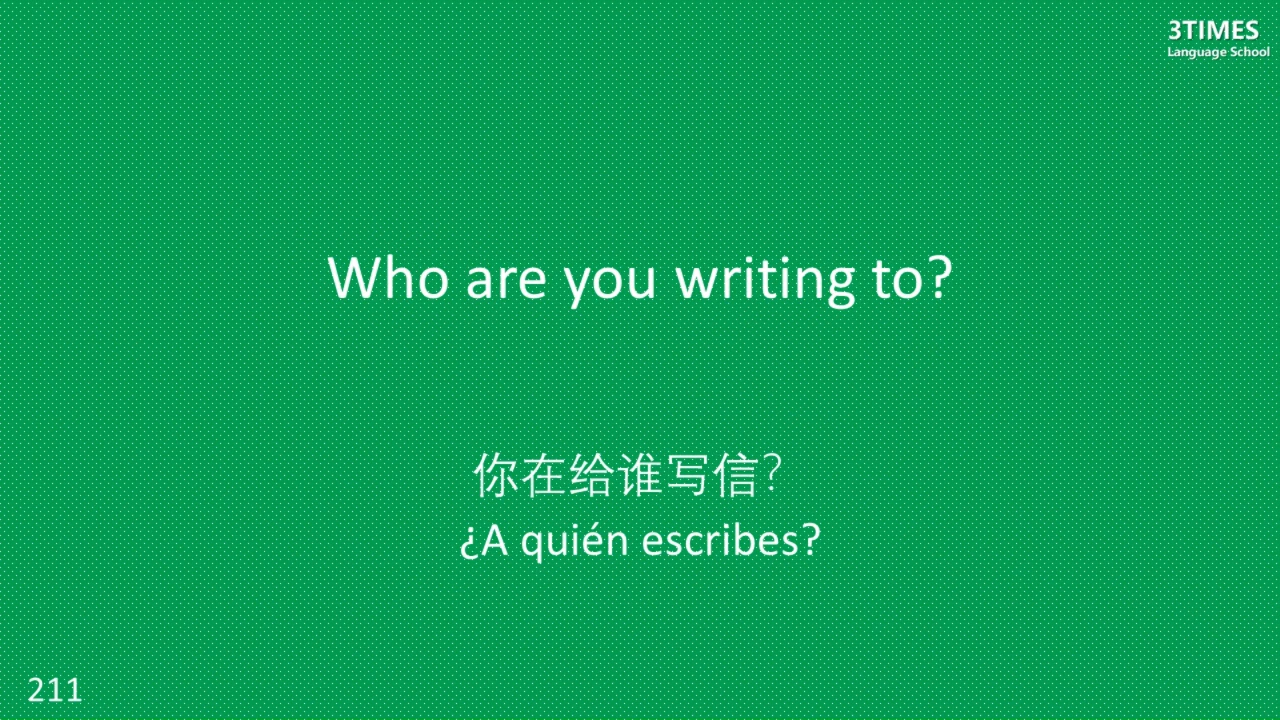 3TIMES
Language School
Who are you writing to?
你在给谁写信?
¿A quién escribes?
211